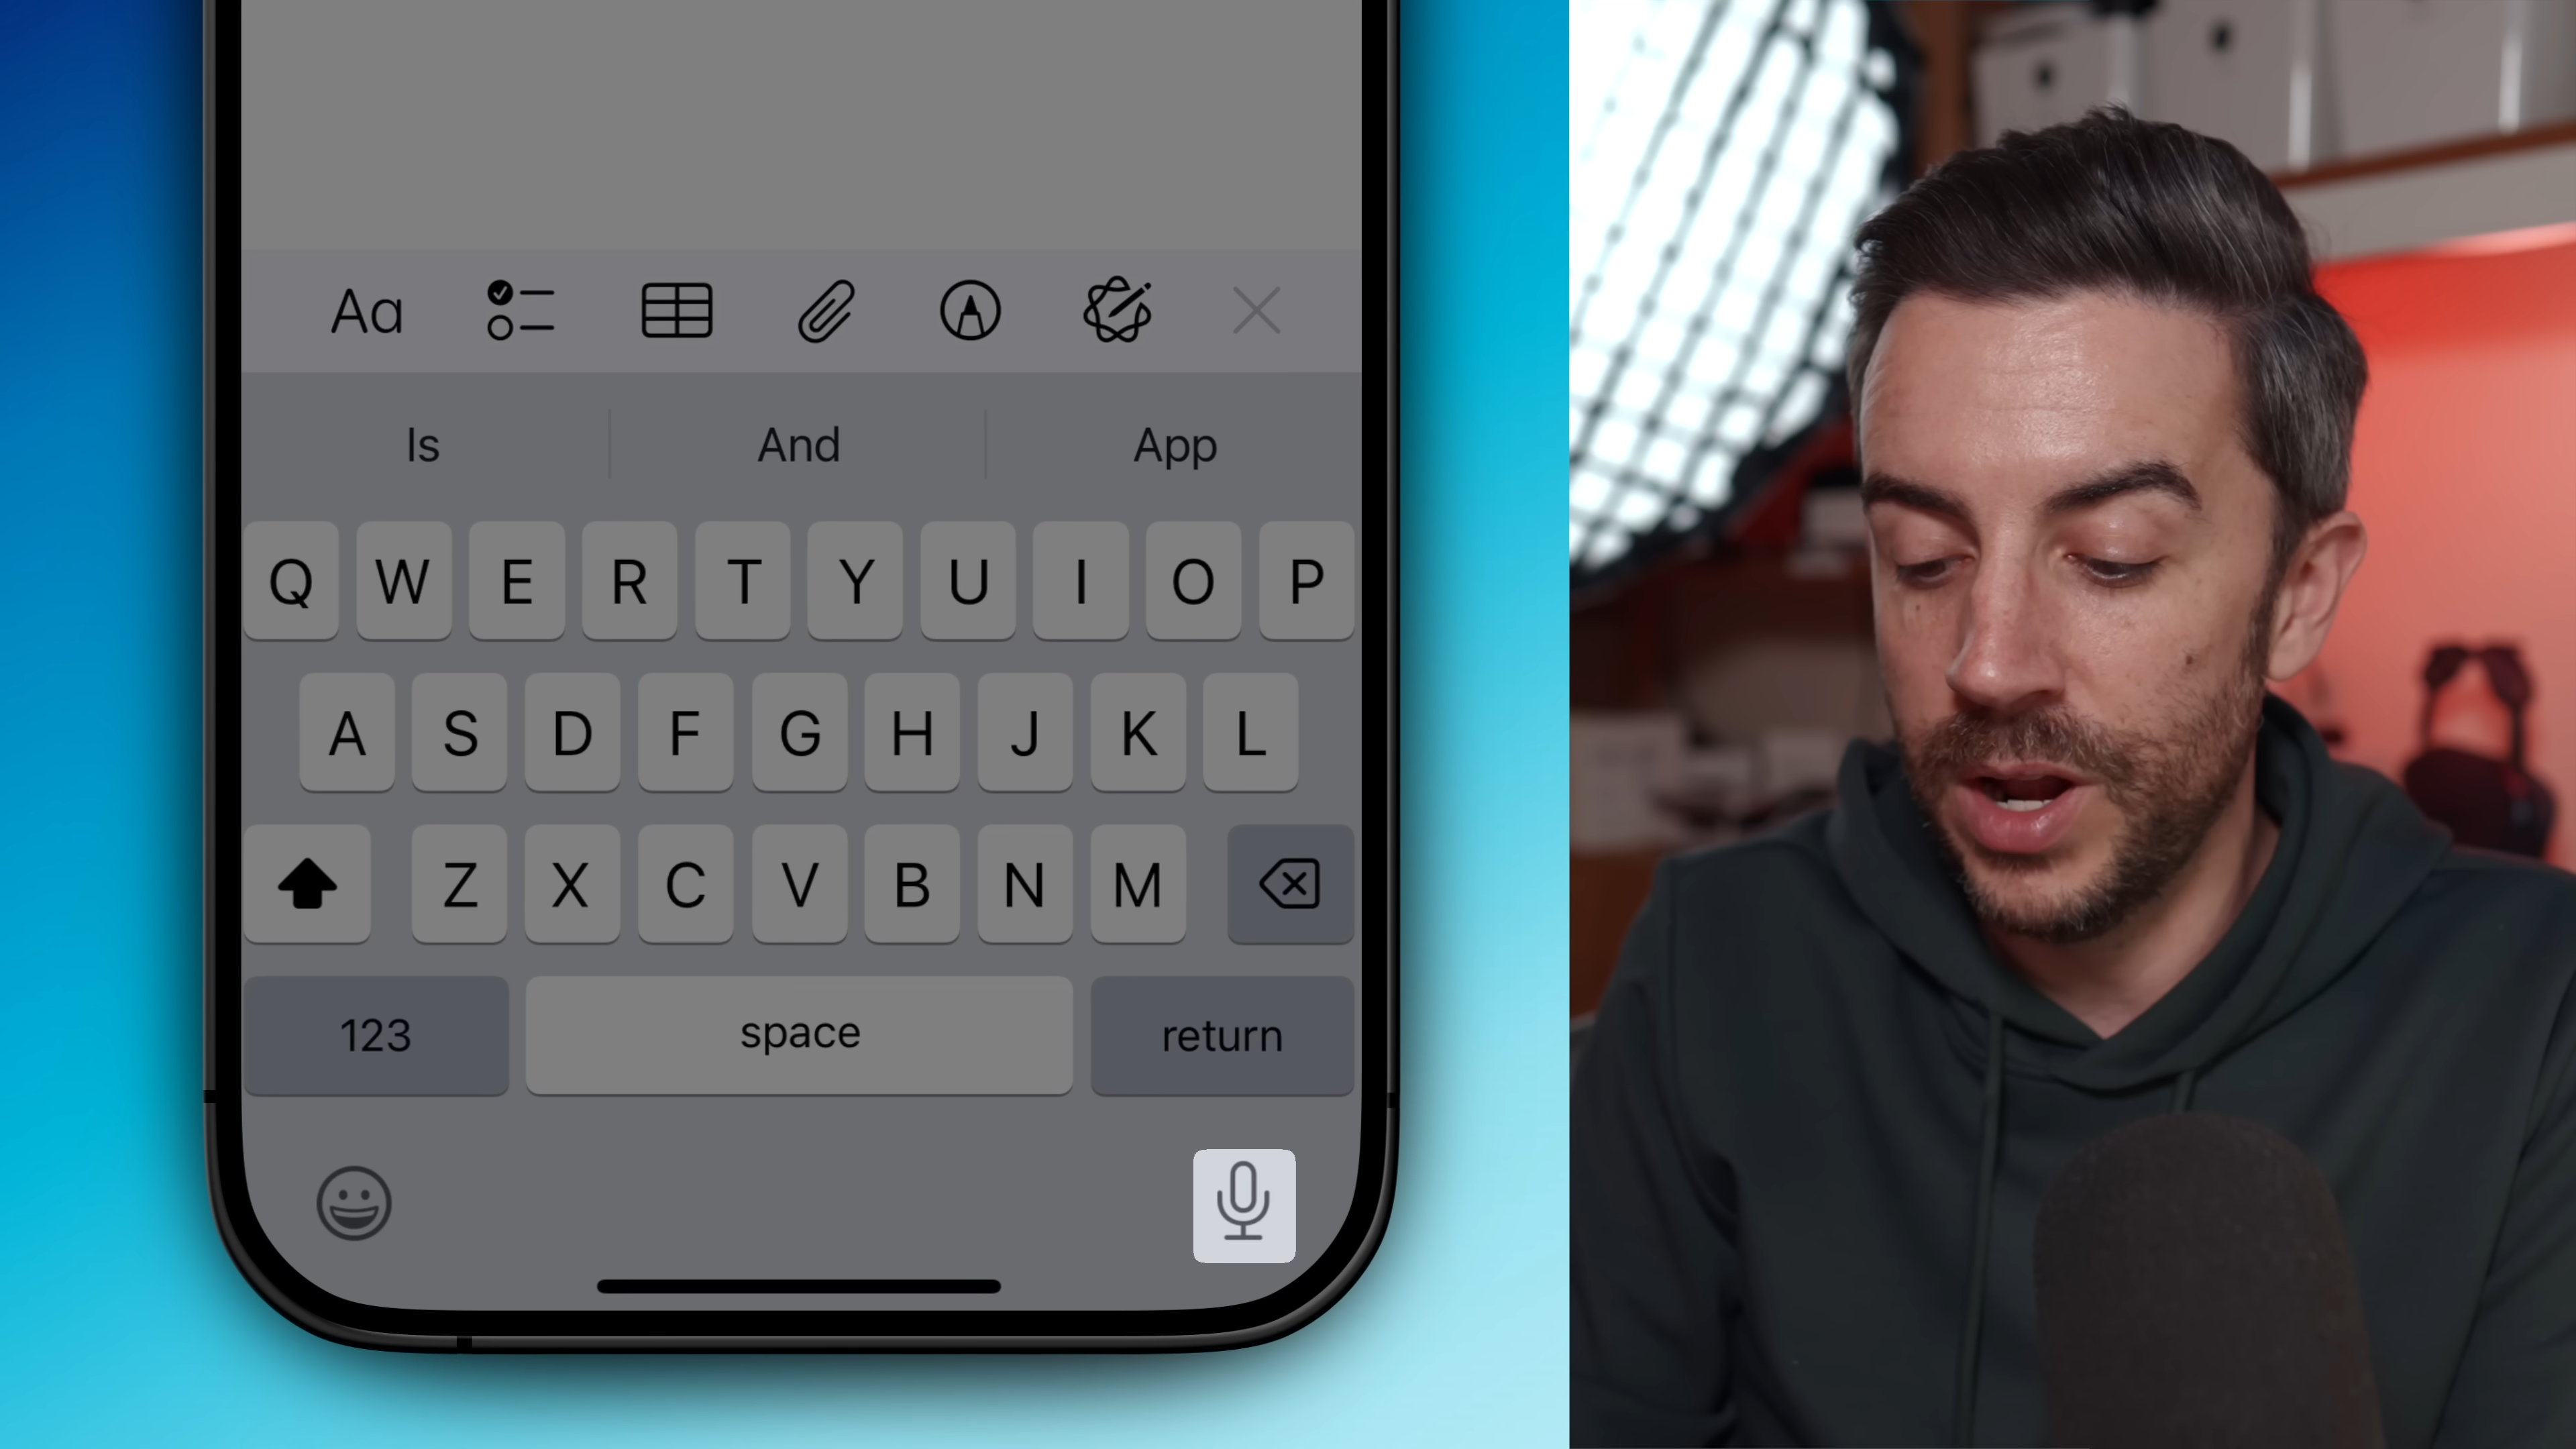 Aa
Is And App
Q W E R T Y U I O P
A S D F G H J K L
Z X C V B N M
123 space return